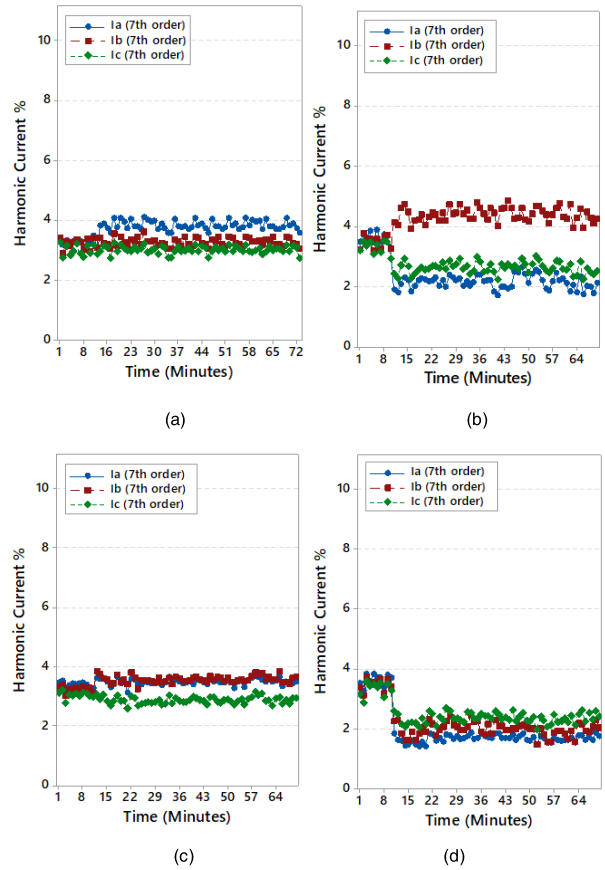 Ia (7th order)
Ib (7th order)
Ic (7th order)
10
8
6
4
2
0
Harmonic Current %
1 8 16 23 30 37 44 51 58 65 72
Time (Minutes)
(a)
Ia (7th order)
Ib (7th order)
Ic (7th order)
10
8
6
4
2
0
Harmonic Current %
1 8 15 22 29 36 43 50 57 64
Time (Minutes)
(b)
Ia (7th order)
Ib (7th order)
Ic (7th order)
10
8
6
4
2
0
Harmonic Current %
1 8 15 22 29 36 43 50 57 64
Time (Minutes)
(c)
Ia (7th order)
Ib (7th order)
Ic (7th order)
10
8
6
4
2
0
Harmonic Current %
1 8 15 22 29 36 43 50 57 64
Time (Minutes)
(d)